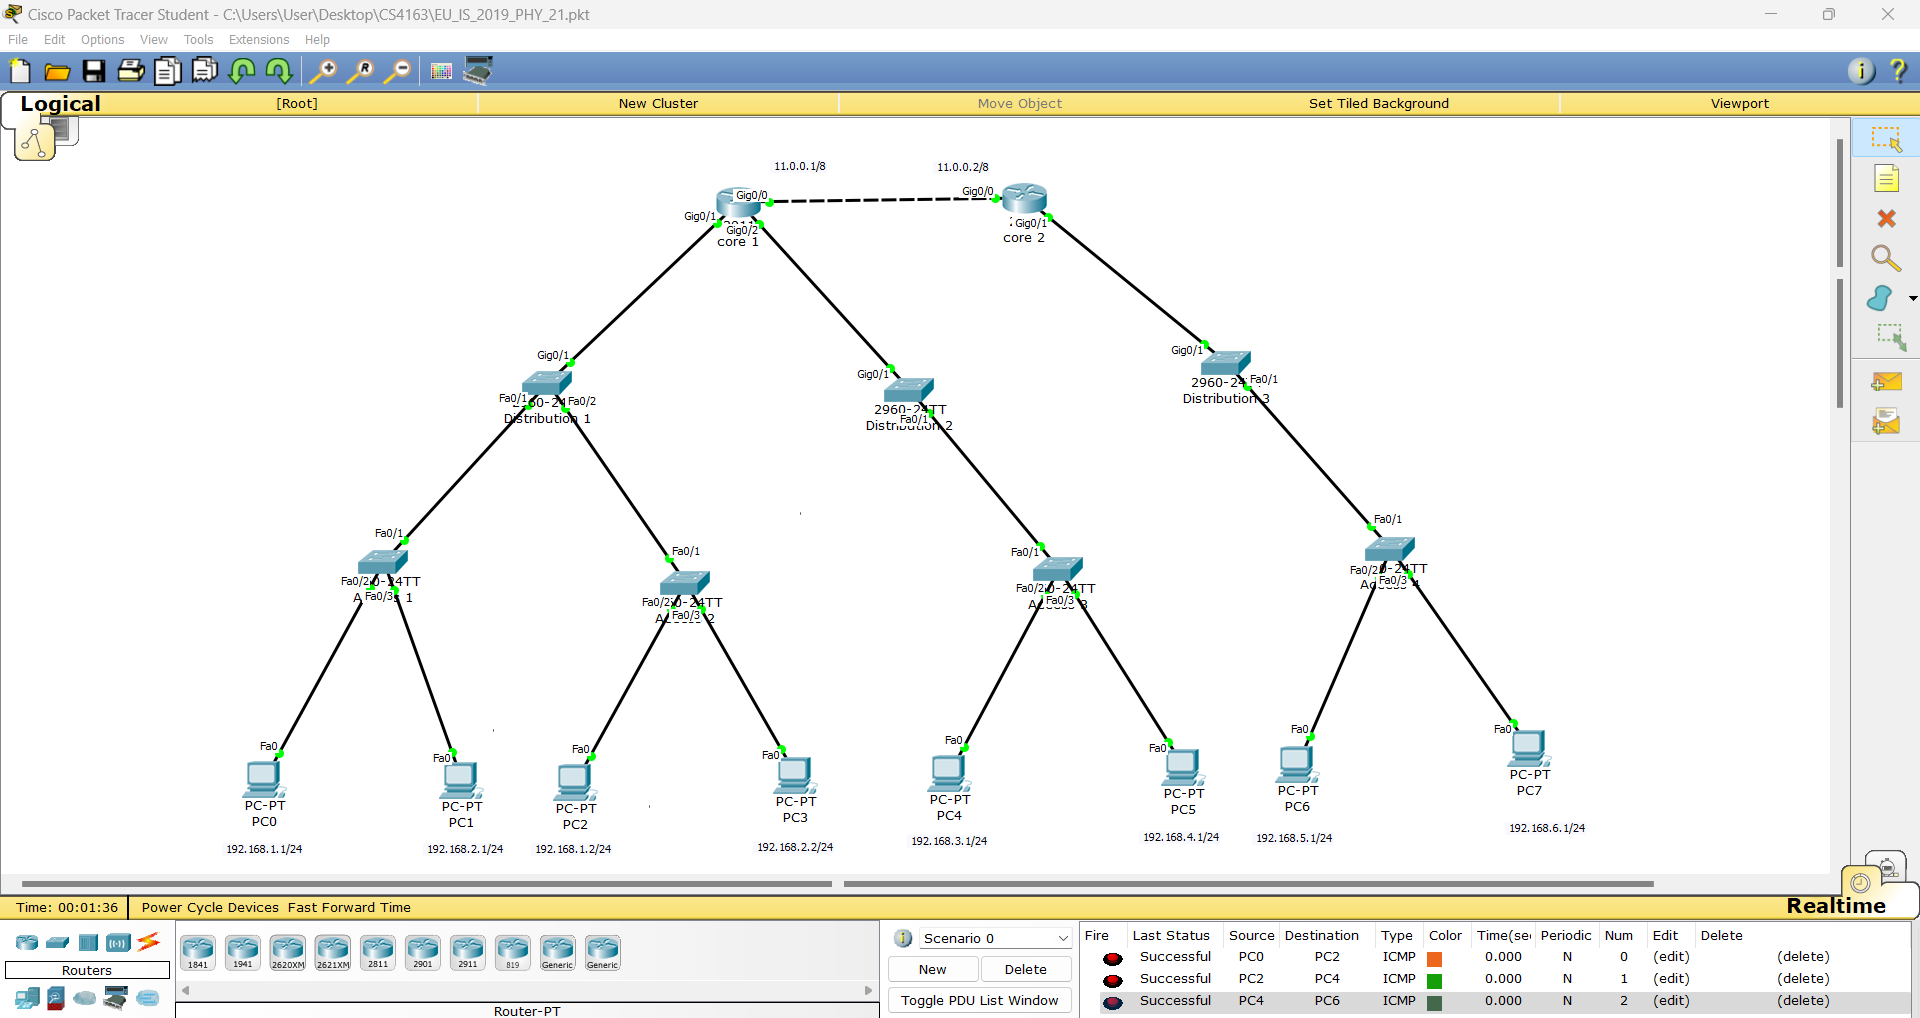 Cisco Packet Tracer Student - C:\Users\User\Desktop\CS4163\EU_IS_2019_PHY_21.pkt
File Edit Options View Tools Extensions Help
Logical [Root] New Cluster Move Object Set Tiled Background Viewport
11.0.0.1/8 11.0.0.2/8
Gig0/0 Gig0/0
Gig0/1 Gig0/2 Gig0/1
core 1 core 2
Gig0/1 Gig0/1 Gig0/1
Fa0/1 Fa0/2 Fa0/1 Fa0/1
Distribution 1
2960-24TT
Distribution 2
2960-24
Distribution 3
Fa0/1 Fa0/1 Fa0/1 Fa0/1
Fa0/2 0-24TT
Fa0/3 1
Fa0/2 0-24TT
Fa0/3 2
Fa0/2 0-24TT
Fa0/3 3
Fa0/2 0-24TT
Fa0/3 4
Fa0 Fa0 Fa0 Fa0 Fa0 Fa0 Fa0 Fa0
PC-PT PC-PT PC-PT PC-PT PC-PT PC-PT PC-PT PC-PT
PC0 PC1 PC2 PC3 PC4 PC5 PC6 PC7
192.168.1.1/24 192.168.2.1/24 192.168.1.2/24 192.168.2.2/24 192.168.3.1/24 192.168.4.1/24 192.168.5.1/24 192.168.6.1/24
Time: 00:01:36 Power Cycle Devices Fast Forward Time
Realtime
Routers
1841 1941 2620XM 2621XM 2811 2901 2911 819 Generic Generic
Router-PT
Scenario 0
New Delete
Toggle PDU List Window
Fire Last Status Source Destination Type Color Time(sec Periodic Num Edit Delete
Successful PC0 PC2 ICMP 0.000 N 0 (edit) (delete)
Successful PC2 PC4 ICMP 0.000 N 1 (edit) (delete)
Successful PC4 PC6 ICMP 0.000 N 2 (edit) (delete)